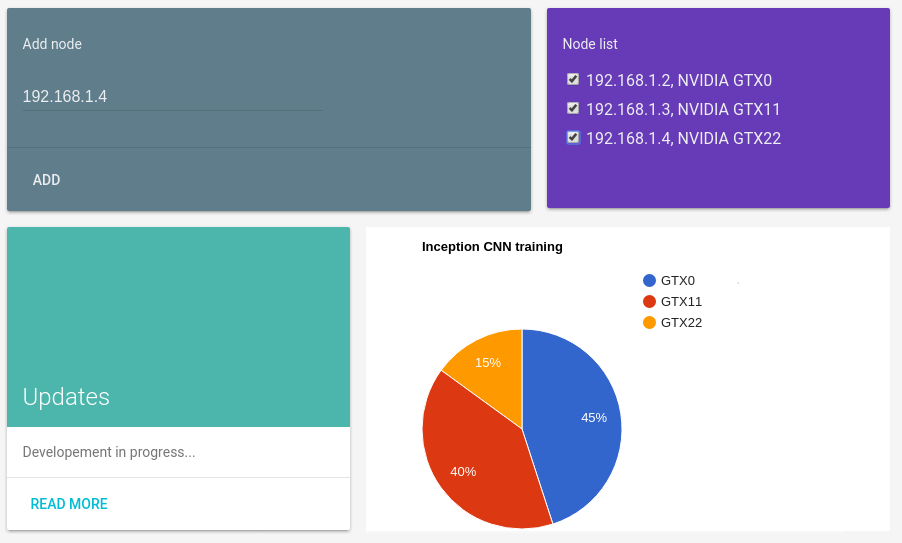 Add node
192.168.1.4
ADD
Node list
192.168.1.2, NVIDIA GTX0
192.168.1.3, NVIDIA GTX11
192.168.1.4, NVIDIA GTX22
Updates
Developement in progress...
READ MORE
Inception CNN training
GTX0
GTX11
GTX22
15%
45%
40%